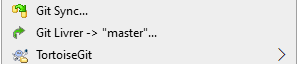 Git Sync...
Git Livrer -> "master"...
TortoiseGit